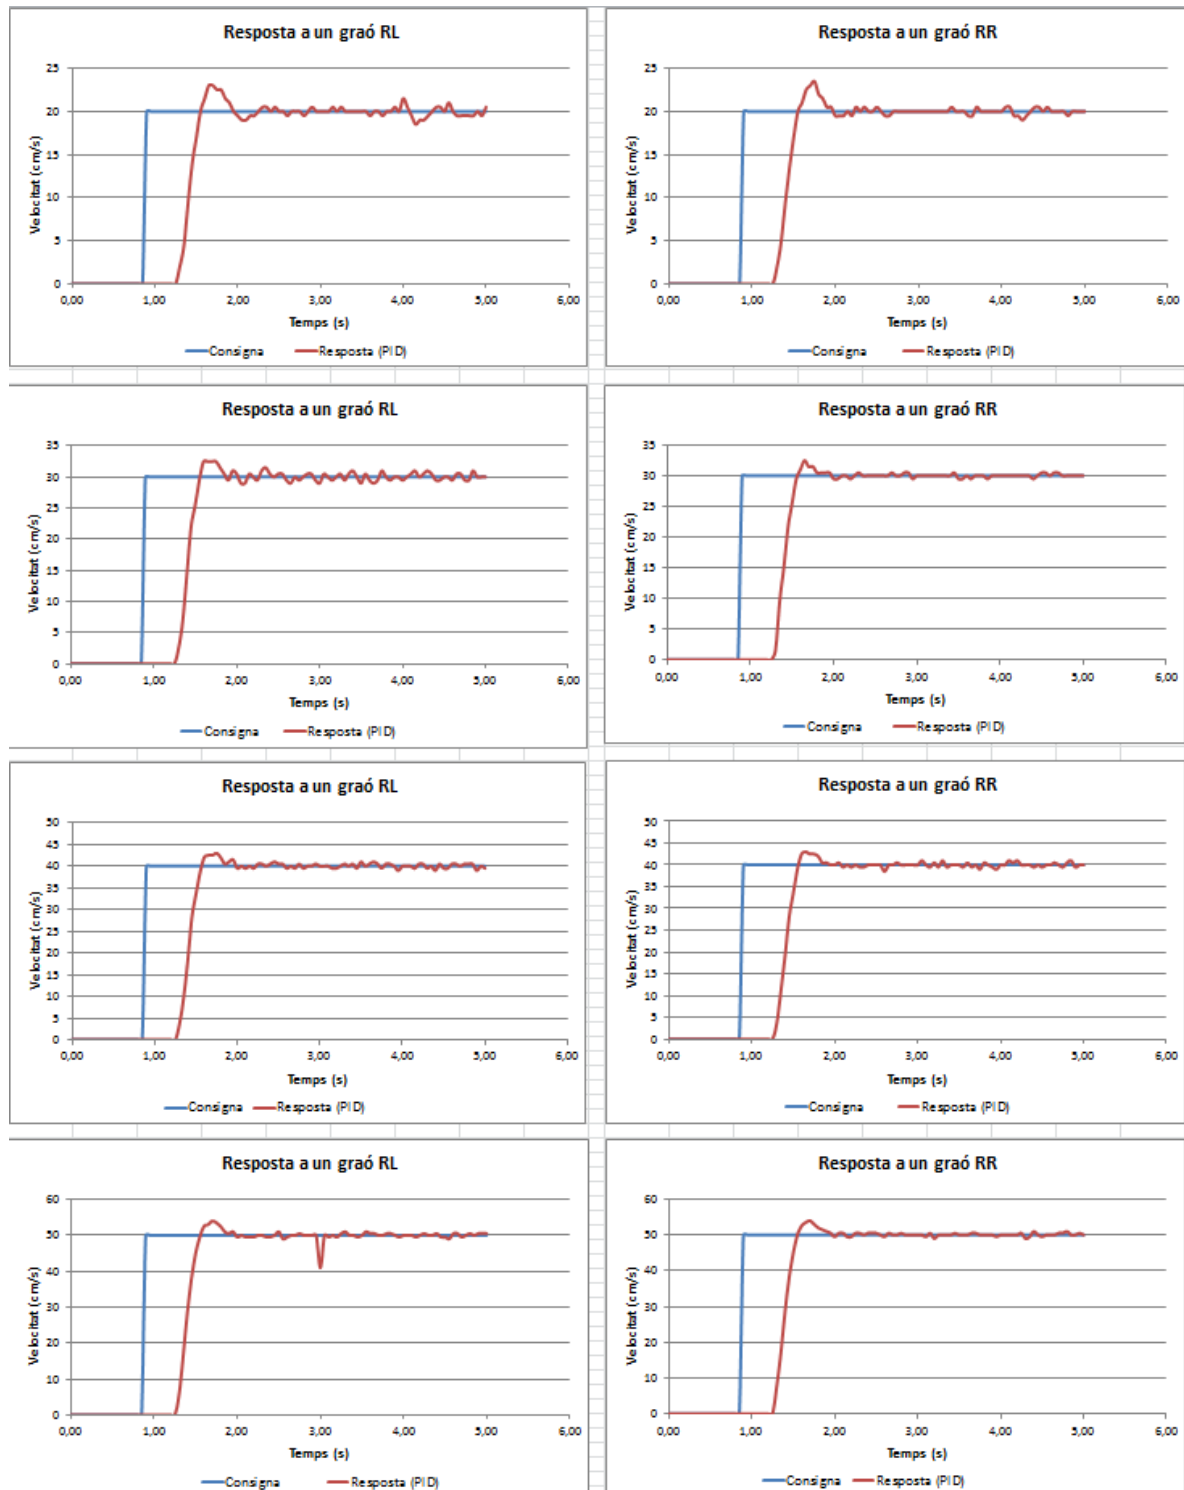 Resposta a un graó RL
Velocitat (cm/s)
25
20
15
10
5
0
0,00 1,00 2,00 3,00 4,00 5,00 6,00
Temps (s)
Consigna Resposta (PID)
Resposta a un graó RR
Velocitat (cm/s)
25
20
15
10
5
0
0,00 1,00 2,00 3,00 4,00 5,00 6,00
Temps (s)
Consigna Resposta (PID)
Resposta a un graó RL
Velocitat (cm/s)
35
30
25
20
15
10
5
0
0,00 1,00 2,00 3,00 4,00 5,00 6,00
Temps (s)
Consigna Resposta (PID)
Resposta a un graó RR
Velocitat (cm/s)
35
30
25
20
15
10
5
0
0,00 1,00 2,00 3,00 4,00 5,00 6,00
Temps (s)
Consigna Resposta (PID)
Resposta a un graó RL
Velocitat (cm/s)
50
45
40
35
30
25
20
15
10
5
0
0,00 1,00 2,00 3,00 4,00 5,00 6,00
Temps (s)
Consigna Resposta (PID)
Resposta a un graó RR
Velocitat (cm/s)
50
45
40
35
30
25
20
15
10
5
0
0,00 1,00 2,00 3,00 4,00 5,00 6,00
Temps (s)
Consigna Resposta (PID)
Resposta a un graó RL
Velocitat (cm/s)
60
50
40
30
20
10
0
0,00 1,00 2,00 3,00 4,00 5,00 6,00
Temps (s)
Consigna Resposta (PID)
Resposta a un graó RR
Velocitat (cm/s)
60
50
40
30
20
10
0
0,00 1,00 2,00 3,00 4,00 5,00 6,00
Temps (s)
Consigna Resposta (PID)